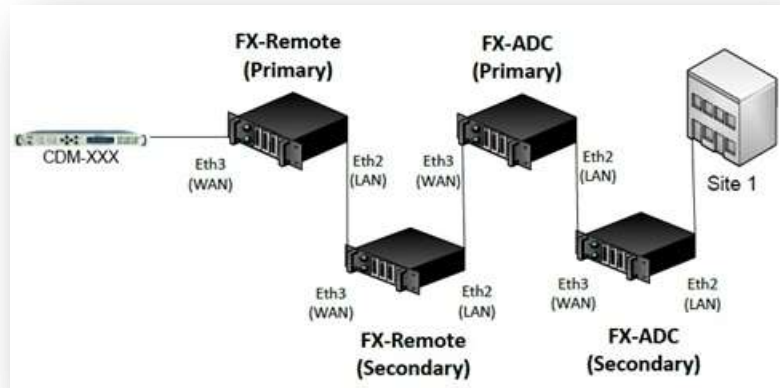 FX-Remote
(Primary)
FX-ADC
(Primary)
CDM-XXX
Eth3
(WAN)
Eth2
(LAN)
Eth3
(WAN)
Eth2
(LAN)
Site 1
Eth3
(WAN)
Eth2
(LAN)
Eth3
(WAN)
Eth2
(LAN)
FX-Remote
(Secondary)
FX-ADC
(Secondary)